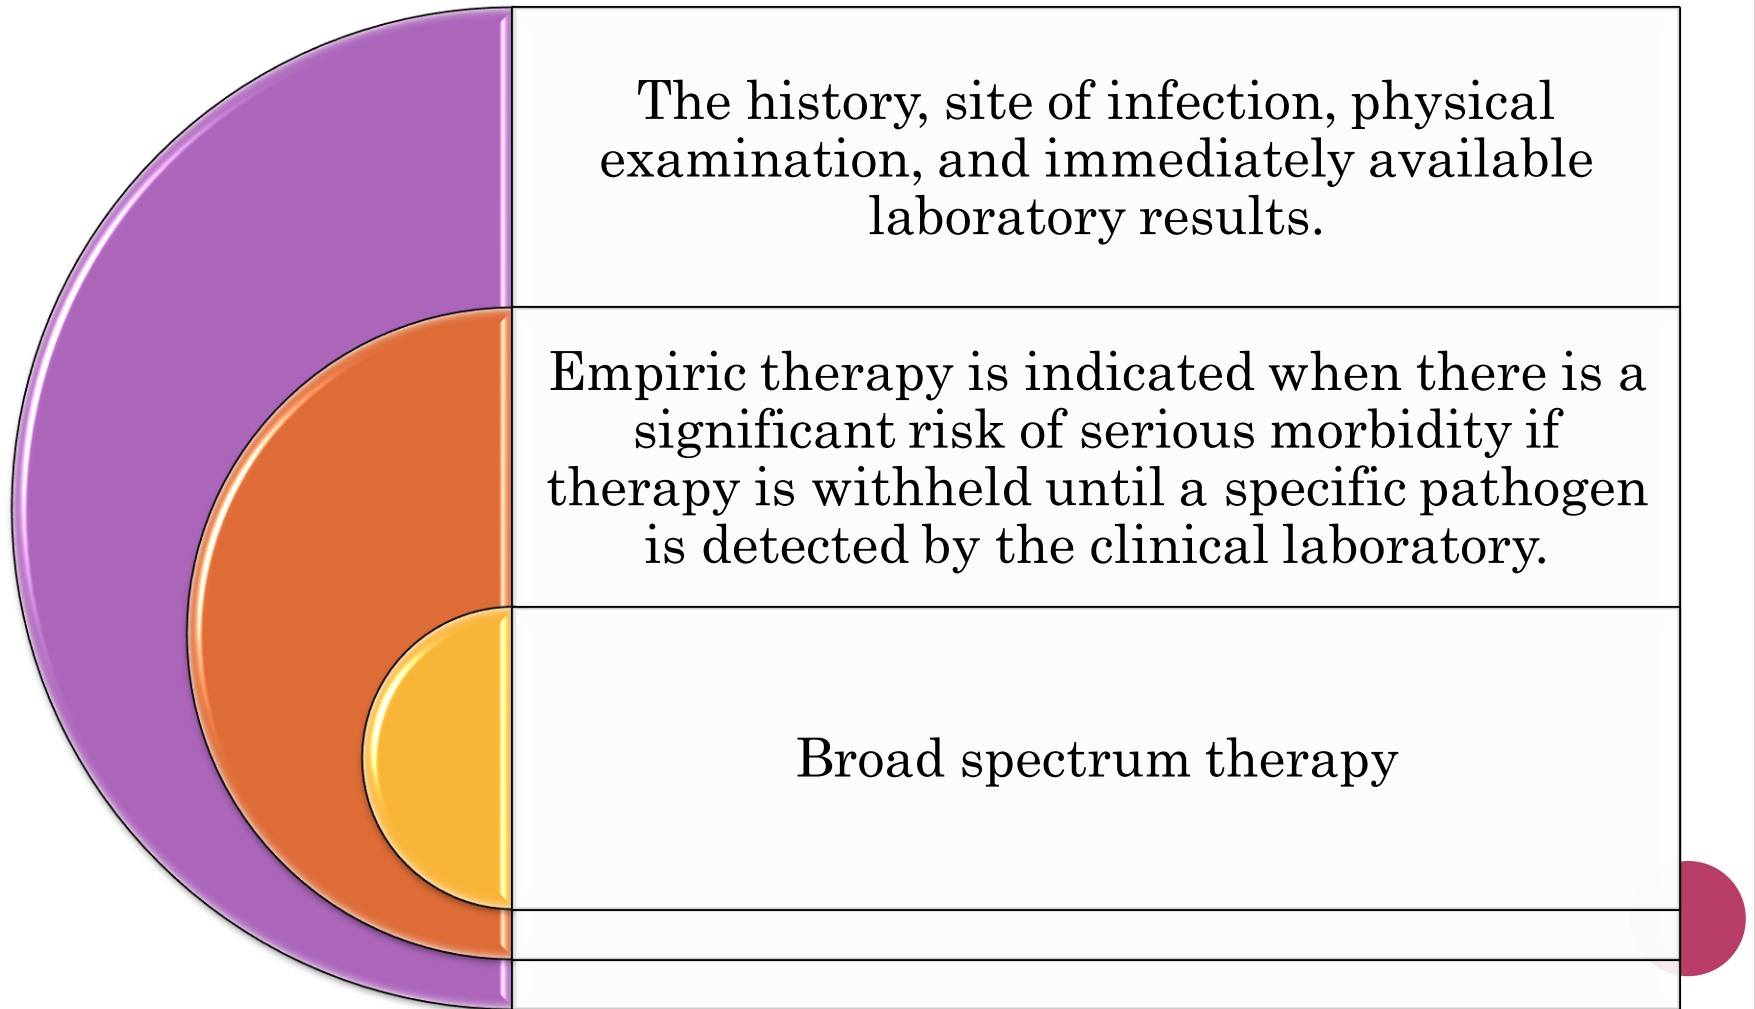 The history, site of infection, physical
examination, and immediately available
laboratory results.
Empiric therapy is indicated when there is a
significant risk of serious morbidity if
therapy is withheld until a specific pathogen
is detected by the clinical laboratory.
Broad spectrum therapy